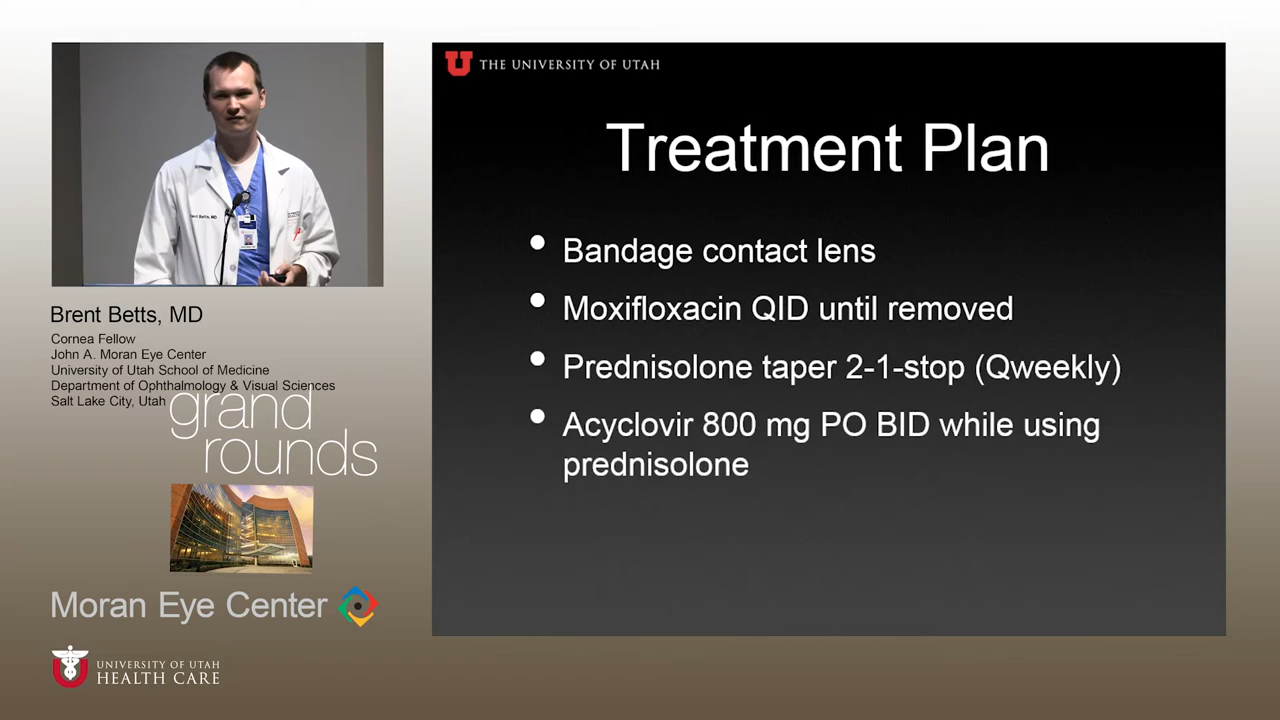 THE UNIVERSITY OF UTAH
Treatment Plan
• Bandage contact lens
• Moxifloxacin QID until removed
• Prednisolone taper 2-1-stop (Qweekly)
• Acyclovir 800 mg PO BID while using
prednisolone
Brent Betts, MD
Cornea Fellow
John A. Moran Eye Center
University of Utah School of Medicine
Department of Ophthalmology & Visual Sciences
Salt Lake City, Utah
grand
rounds
Moran Eye Center
UNIVERSITY OF UTAH
HEALTH CARE